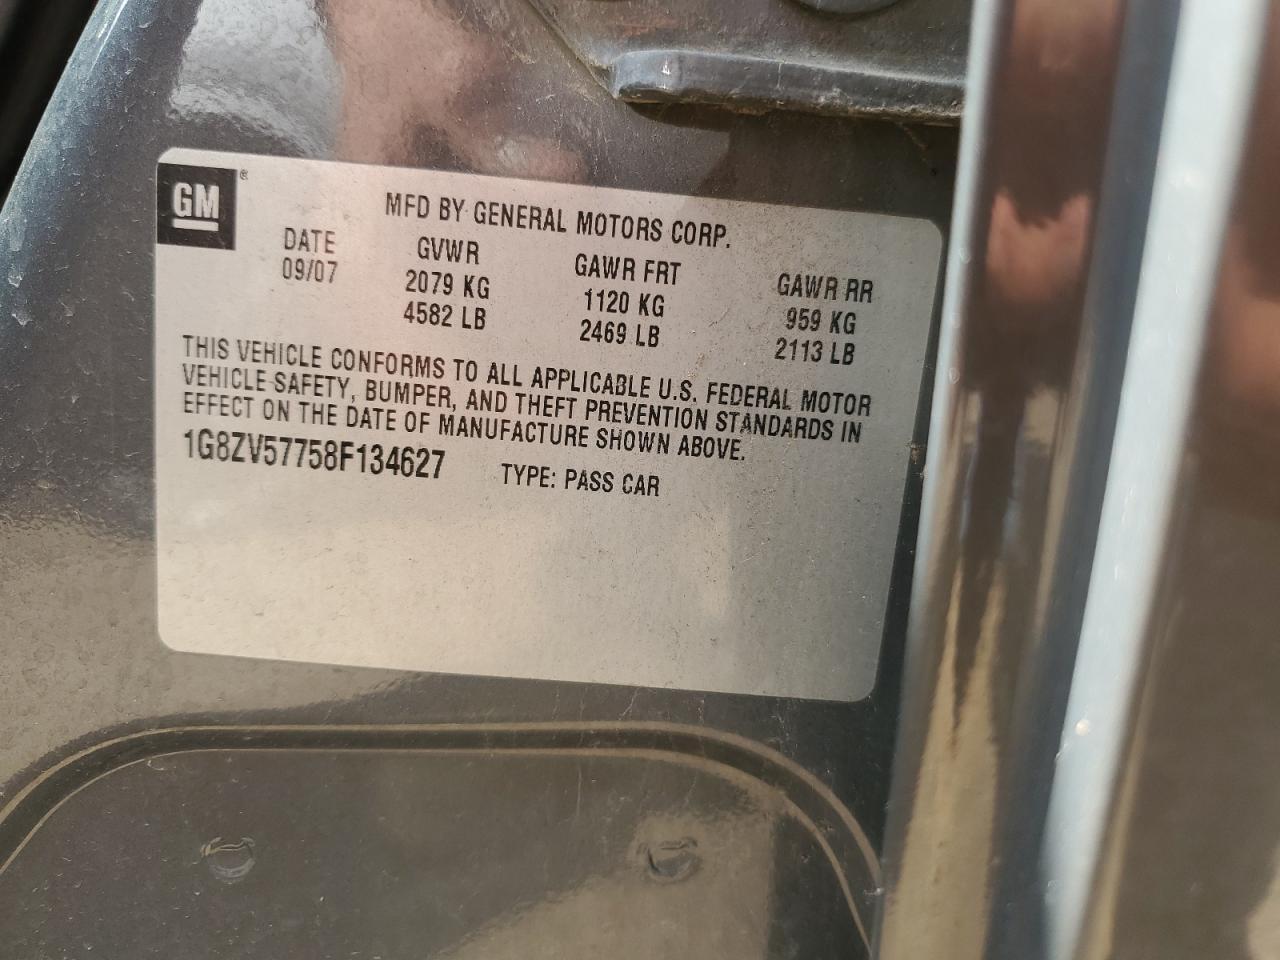 GM ®
MFD BY GENERAL MOTORS CORP.
DATE GVWR GAWR FRT GAWR RR
09/07 2079 KG 1120 KG 959 KG
4582 LB 2469 LB 2113 LB
THIS VEHICLE CONFORMS TO ALL APPLICABLE U.S. FEDERAL MOTOR
VEHICLE SAFETY, BUMPER, AND THEFT PREVENTION STANDARDS IN
EFFECT ON THE DATE OF MANUFACTURE SHOWN ABOVE.
1G8ZV57758F134627 TYPE: PASS CAR